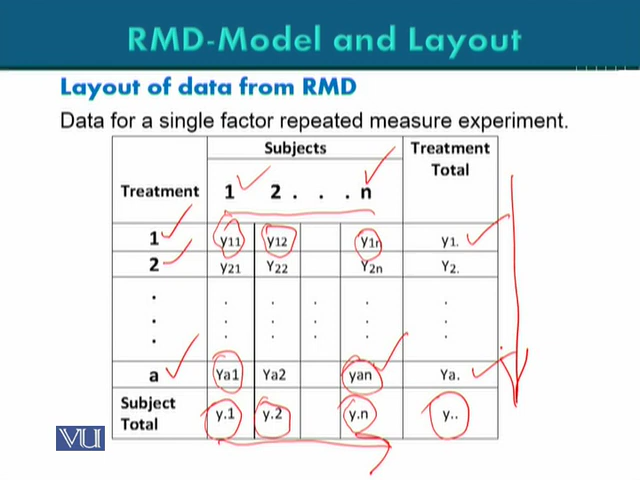 RMD-Model and Layout
Layout of data from RMD
Data for a single factor repeated measure experiment.
Subjects
Treatment Total
Treatment
1 2 . . . n
1 y11 y12 y1n y1.
2 y21 Y22 Y2n Y2.
. . . . . .
. . . . . .
. . . . . .
a Ya1 Ya2 yan Ya.
Subject Total y.1 y.2 y.n y..
VU